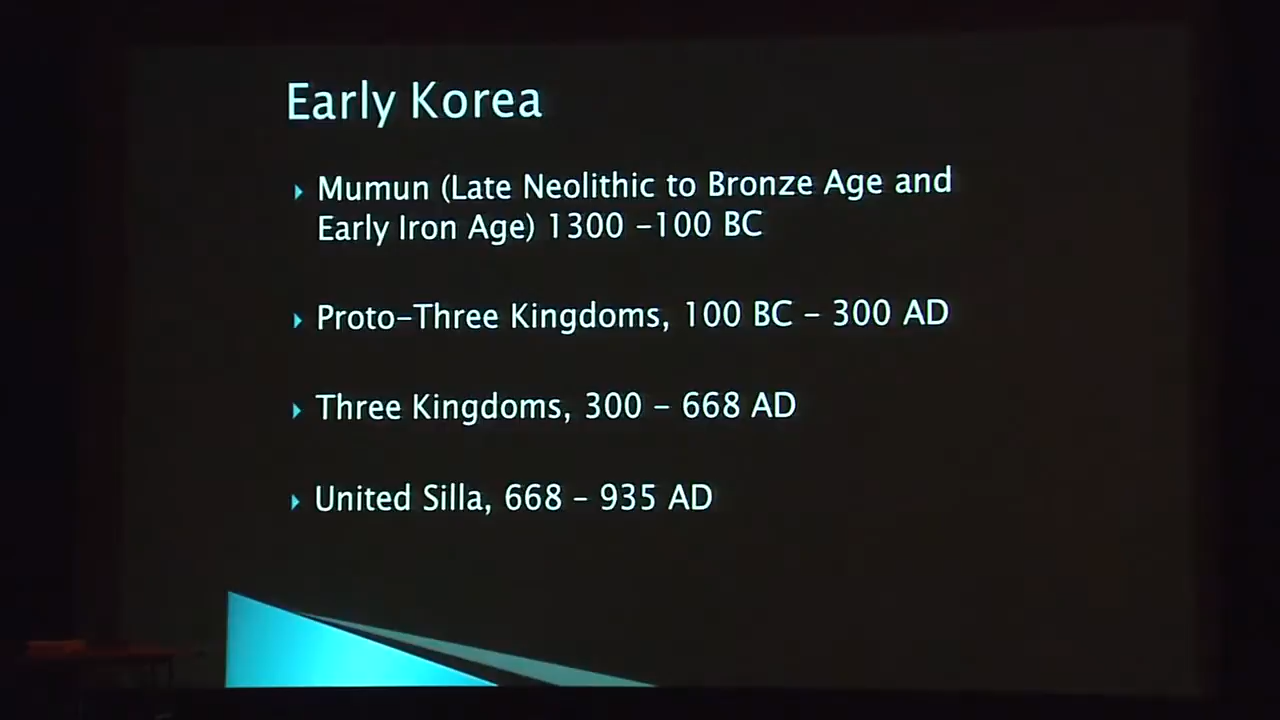 Early Korea
Mumun (Late Neolithic to Bronze Age and
Early Iron Age) 1300 -100 BC
Proto-Three Kingdoms, 100 BC - 300 AD
Three Kingdoms, 300 - 668 AD
United Silla, 668 - 935 AD